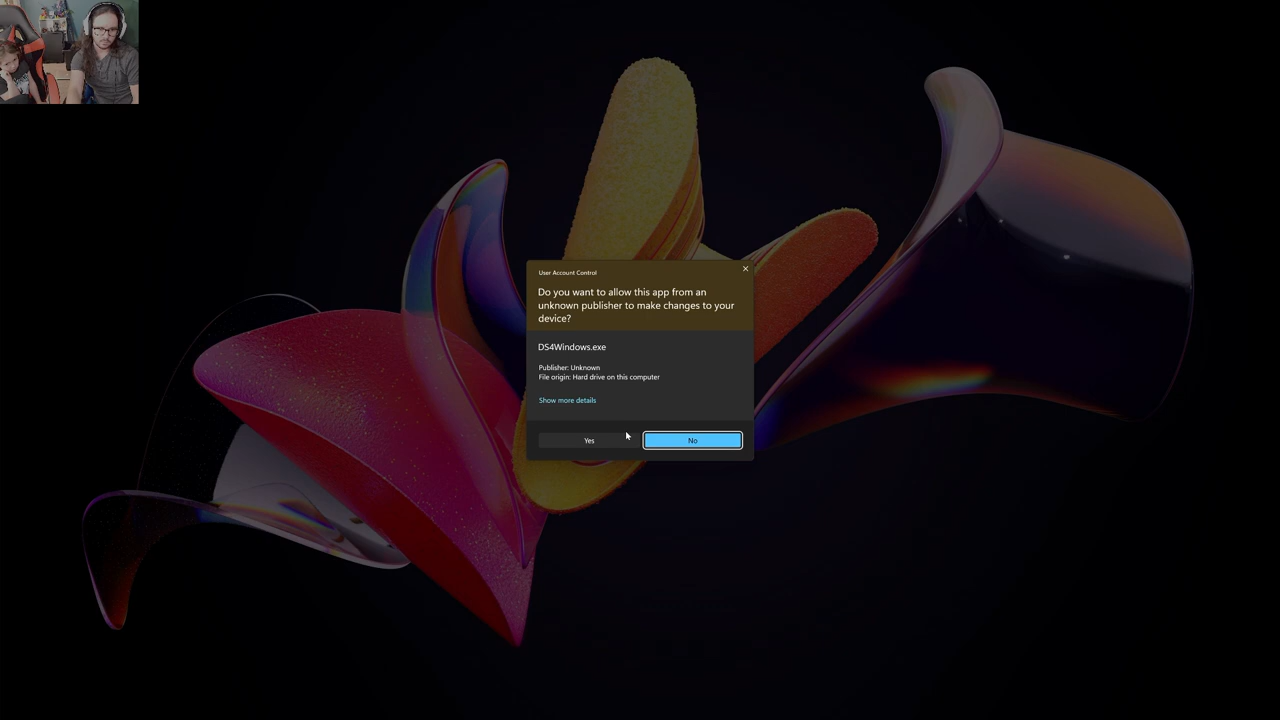 User Account Control
Do you want to allow this app from an
unknown publisher to make changes to your
device?
DS4Windows.exe
Publisher: Unknown
File origin: Hard drive on this computer
Show more details
Yes
No